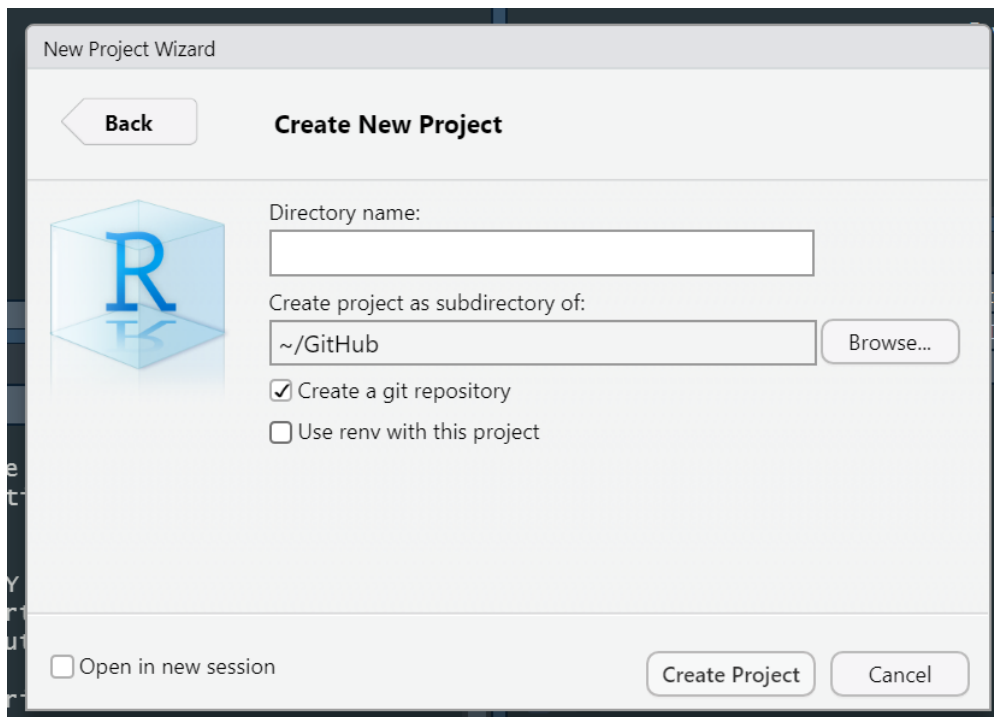 New Project Wizard
Back
Create New Project
R
Directory name:
Create project as subdirectory of:
~/GitHub
Browse...
Create a git repository
Use renv with this project
Open in new session
Create Project
Cancel